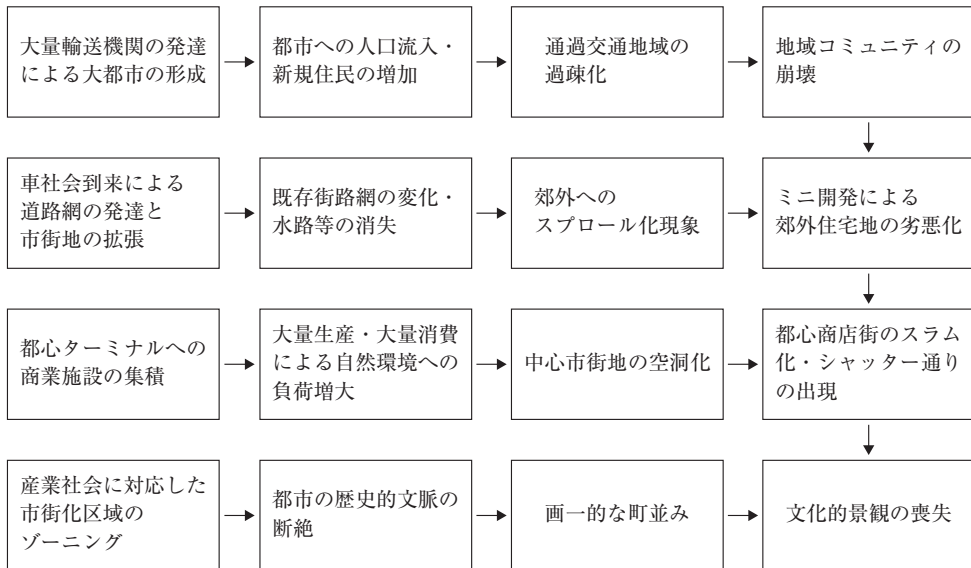 大量輸送機関の発達
による大都市の形成
都市への人口流入・
新規住民の増加
通過交通地域の
過疎化
地域コミュニティの
崩壊
車社会到来による
道路網の発達と
市街地の拡張
既存街路網の変化・
水路等の消失
郊外への
スプロール化現象
ミニ開発による
郊外住宅地の劣悪化
都心ターミナルへの
商業施設の集積
大量生産・大量消費
による自然環境への
負荷増大
中心市街地の空洞化
都心商店街のスラム
化・シャッター通り
の出現
産業社会に対応した
市街化区域の
ゾーニング
都市の歴史的文脈の
断絶
画一的な町並み
文化的景観の喪失